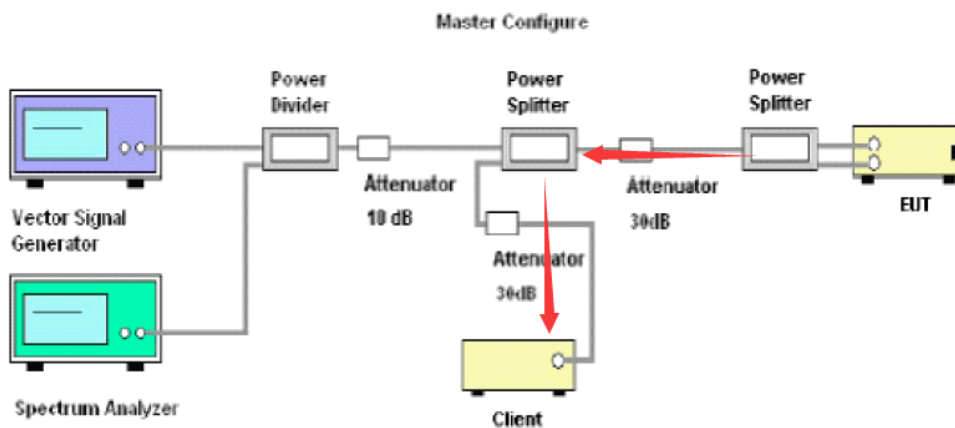 Master Configure
Power
Divider
Power
Splitter
Power
Splitter
Attenuator
10 dB
Attenuator
30dB
EUT
Vector Signal
Generator
Attenuator
30dB
Spectrum Analyzer
Client